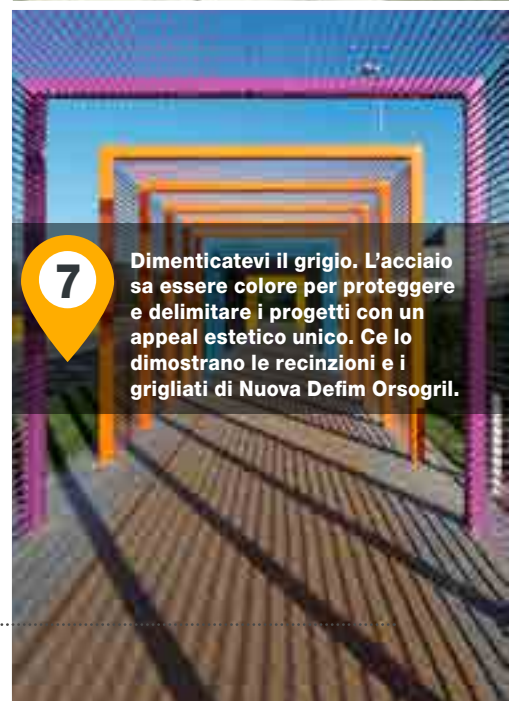 7
Dimenticatevi il grigio. L'acciaio
sa essere colore per proteggere
e delimitare i progetti con un
appeal estetico unico. Ce lo
dimostrano le recinzioni e i
grigliati di Nuova Defim Orsogril.